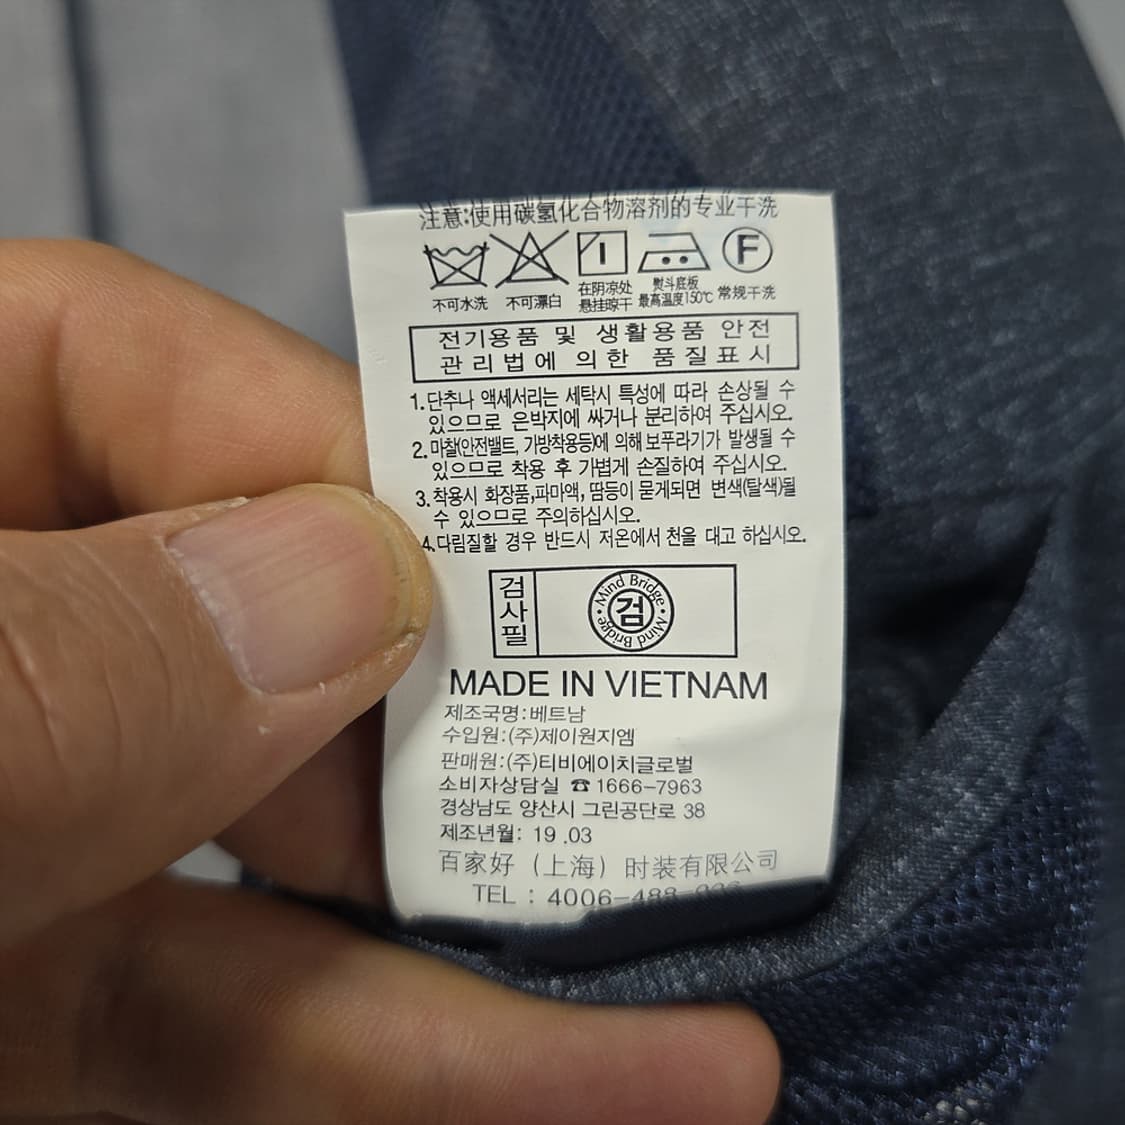 注意:使用碳氢化合物溶剂的专业干洗
不可水洗
不可漂白
在阴凉处
悬挂晾干
熨斗底板
最高温度150℃
F
常规干洗
전기용품 및 생활용품 안전
관리법에 의한 품질표시
1. 단추나 액세서리는 세탁시 특성에 따라 손상될 수
있으므로 은박지에 싸거나 분리하여 주십시오.
2. 마찰(안전밸트, 가방착용등)에 의해 보푸라기가 발생될 수
있으므로 착용 후 가볍게 손질하여 주십시오.
3. 착용시 화장품,파마액, 땀등이 묻게되면 변색(탈색)될
수 있으므로 주의하십시오.
4. 다림질할 경우 반드시 저온에서 천을 대고 하십시오.
검사필
Mind Bridge · Mind Bridge ·
검
MADE IN VIETNAM
제조국명:베트남
수입원:(주)제이원지엠
판매원:(주)티비에이치글로벌
소비자상담실 ☎ 1666-7963
경상남도 양산시 그린공단로 38
제조년월: 19 .03
百家好 (上海) 时装有限公司
TEL : 4006-488-